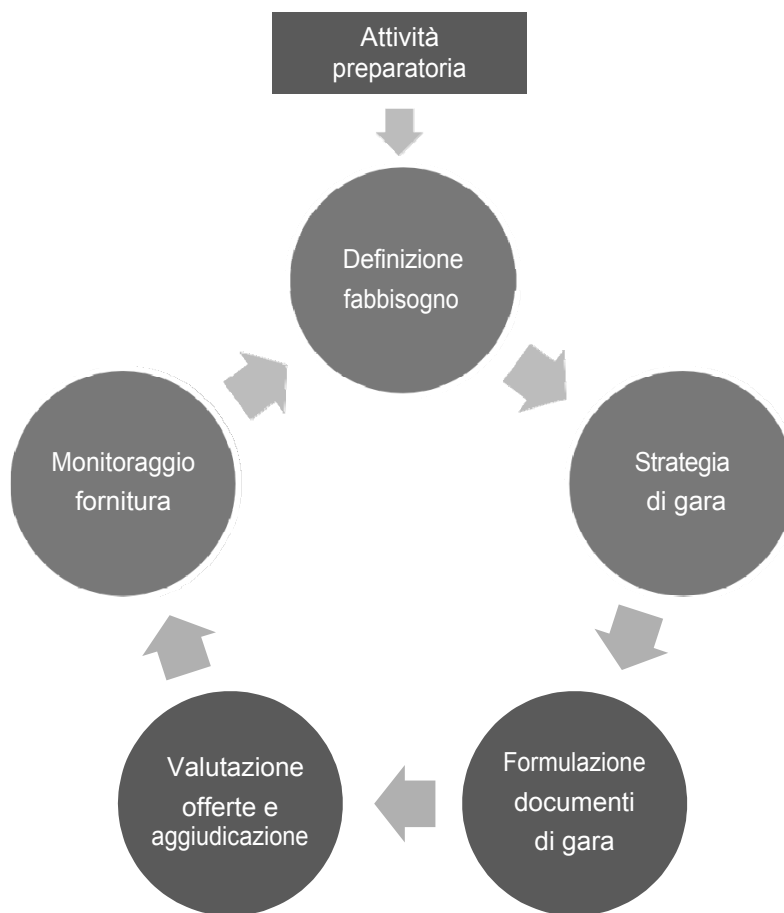 Attività
preparatoria
Definizione
fabbisogno
Strategia
di gara
Formulazione
documenti
di gara
Valutazione
offerte e
aggiudicazione
Monitoraggio
fornitura